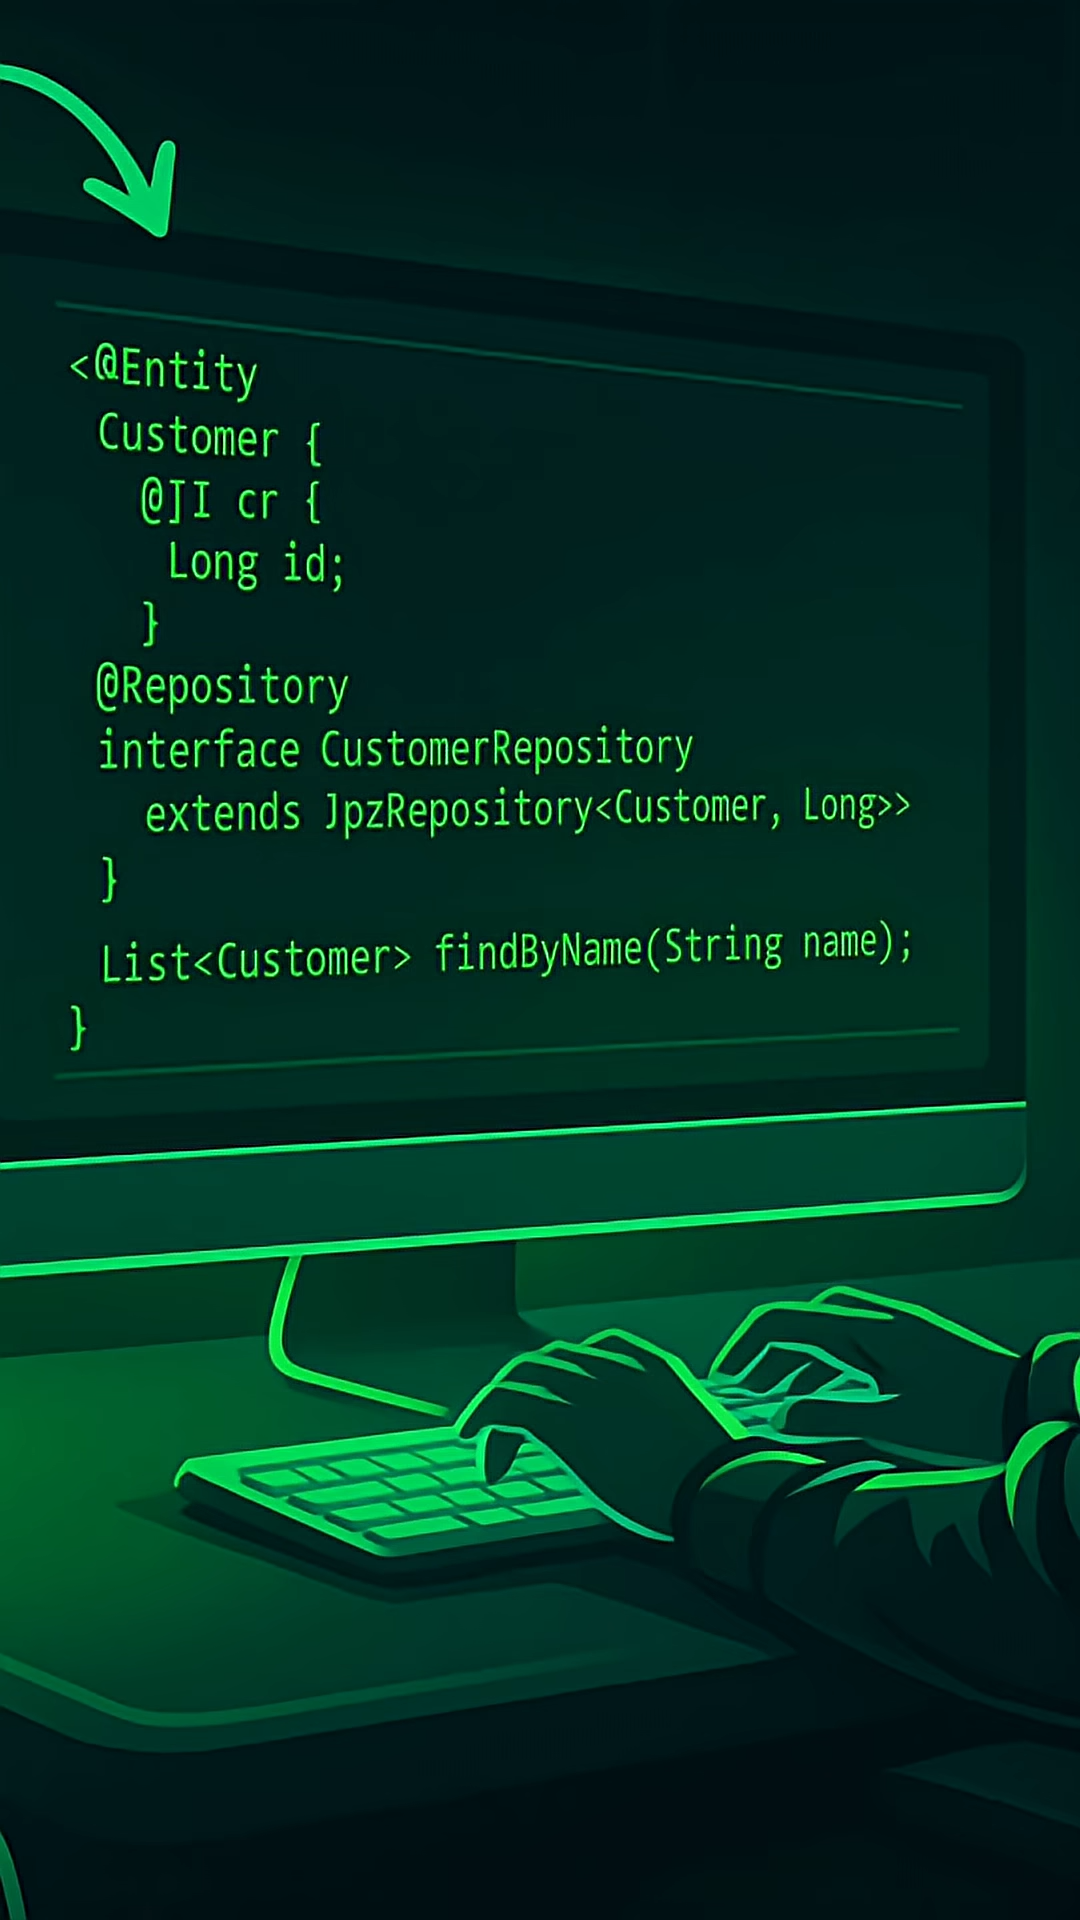 <@Entity
Customer {
@JI cr {
Long id;
}
@Repository
interface CustomerRepository
extends JpzRepository<Customer, Long>>
}
List<Customer> findByName(String name);
}